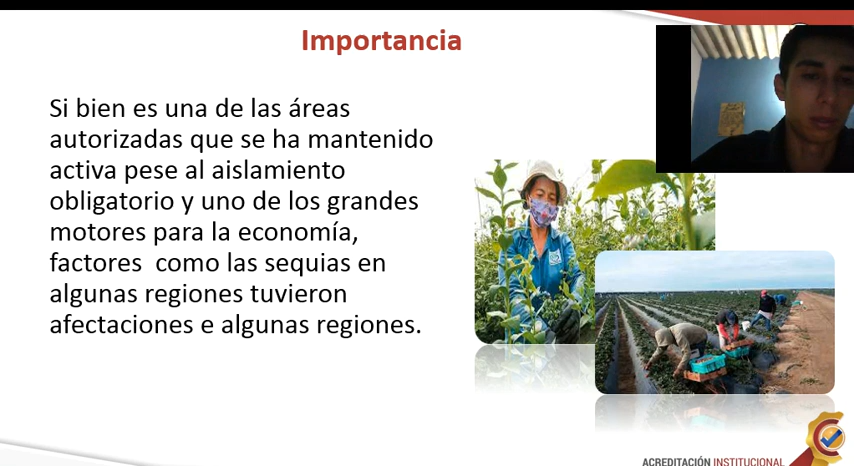 Importancia
Si bien es una de las áreas
autorizadas que se ha mantenido
activa pese al aislamiento
obligatorio y uno de los grandes
motores para la economía,
factores como las sequias en
algunas regiones tuvieron
afectaciones e algunas regiones.
ACREDITACIÓN INSTITUCIONAL